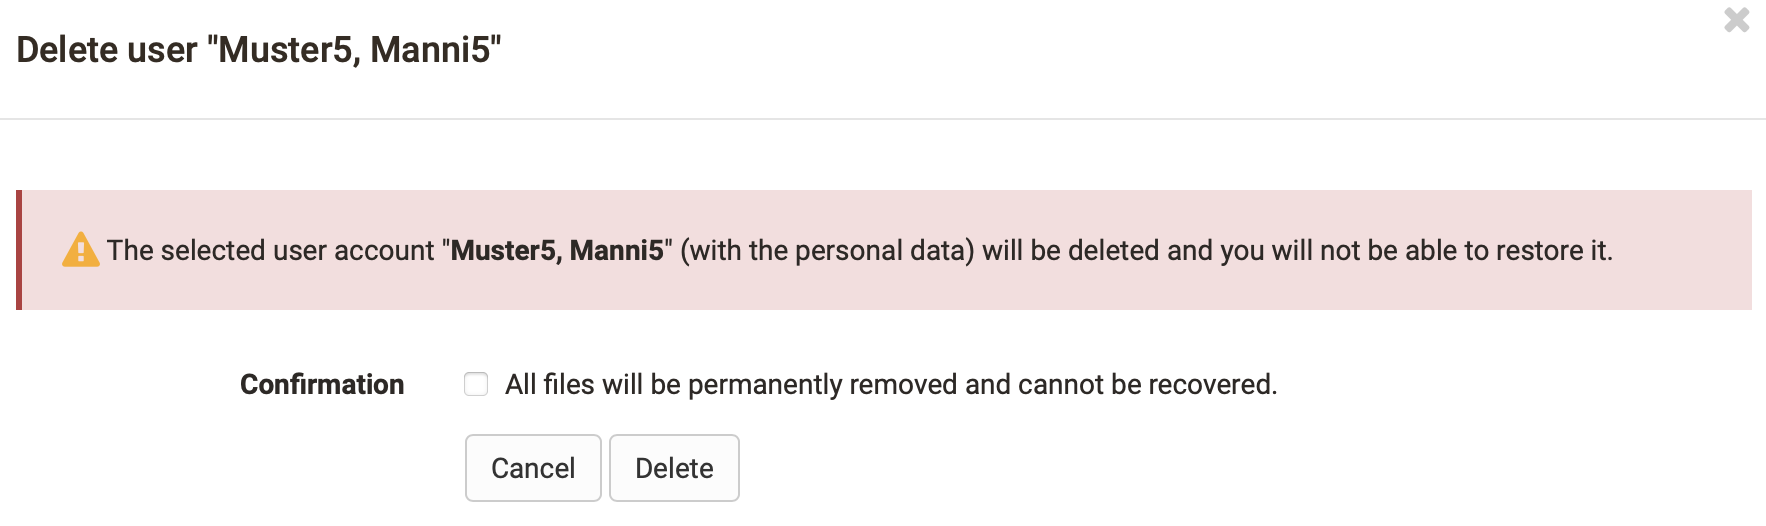 Delete user "Muster5, Manni5"
The selected user account "Muster5, Manni5" (with the personal data) will be deleted and you will not be able to restore it.
Confirmation
All files will be permanently removed and cannot be recovered.
Cancel
Delete